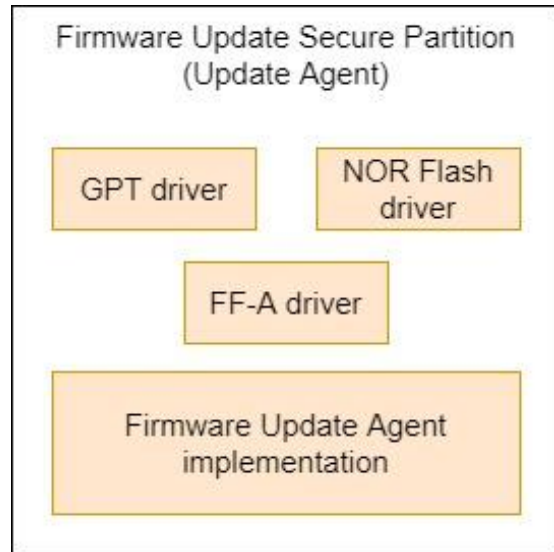 Firmware Update Secure Partition
(Update Agent)
GPT driver
NOR Flash
driver
FF-A driver
Firmware Update Agent
implementation